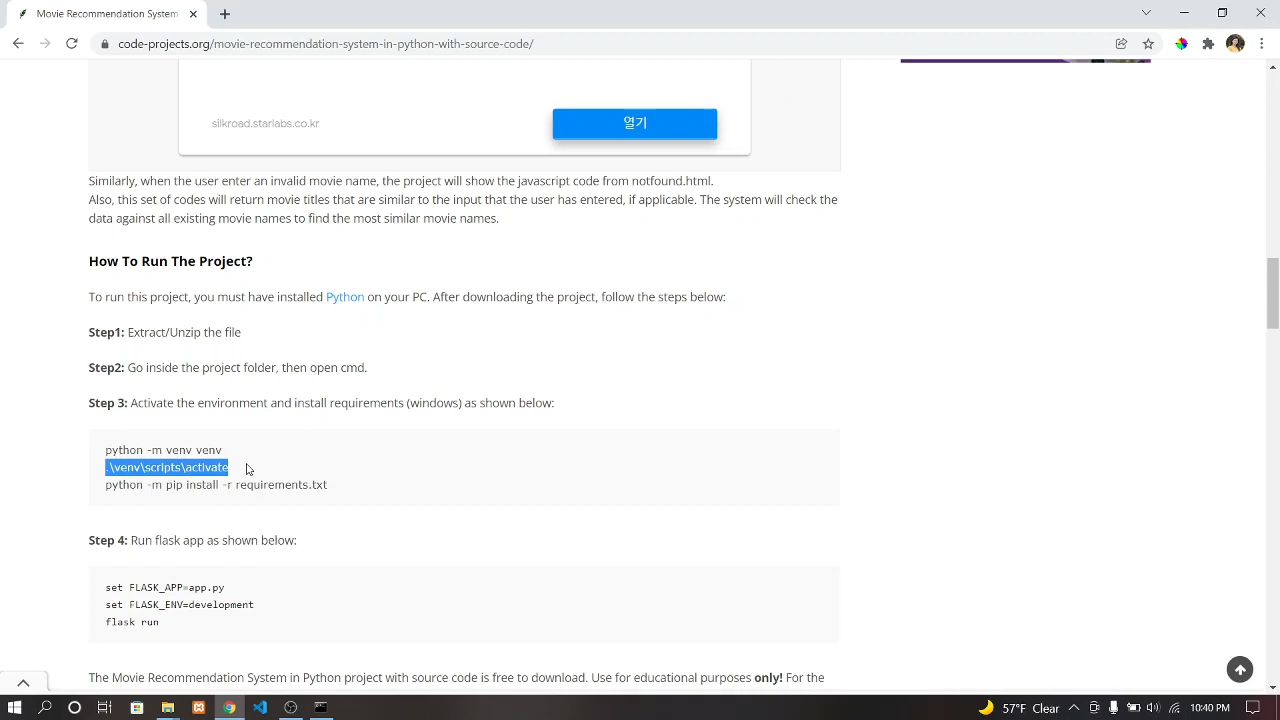 Movie Recommendation System
code-projects.org/movie-recommendation-system-in-python-with-source-code/
silkroad.starlabs.co.kr
열기
Similarly, when the user enter an invalid movie name, the project will show the javascript code from notfound.html.
Also, this set of codes will return movie titles that are similar to the input that the user has entered, if applicable. The system will check the
data against all existing movie names to find the most similar movie names.
How To Run The Project?
To run this project, you must have installed Python on your PC. After downloading the project, follow the steps below:
Step1: Extract/Unzip the file
Step2: Go inside the project folder, then open cmd.
Step 3: Activate the environment and install requirements (windows) as shown below:
python -m venv venv
.\venv\scripts\activate
python -m pip install -r requirements.txt
Step 4: Run flask app as shown below:
set FLASK_APP=app.py
set FLASK_ENV=development
flask run
The Movie Recommendation System in Python project with source code is free to download. Use for educational purposes only! For the
57°F Clear
10:40 PM